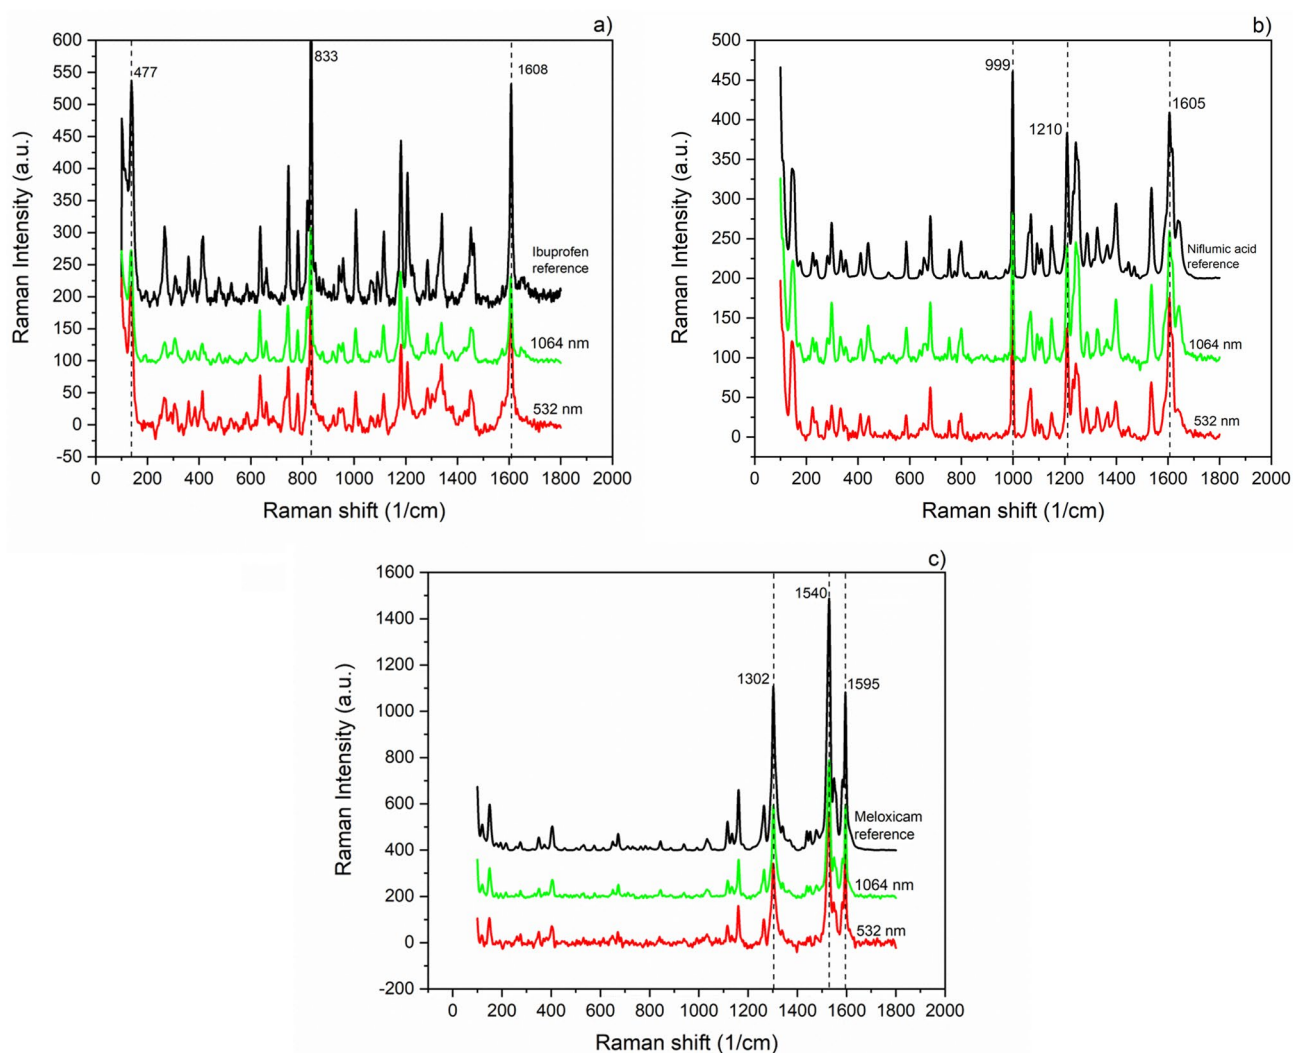 a)
600
550
500
450
400
350
300
250
200
150
100
50
0
-50
477
833
1608
Ibuprofen
reference
1064 nm
532 nm
0 200 400 600 800 1000 1200 1400 1600 1800 2000
Raman shift (1/cm)
Raman Intensity (a.u.)
b)
500
450
400
350
300
250
200
150
100
50
0
999
1210
1605
Niflumic acid
reference
1064 nm
532 nm
0 200 400 600 800 1000 1200 1400 1600 1800 2000
Raman shift (1/cm)
Raman Intensity (a.u.)
c)
1600
1400
1200
1000
800
600
400
200
0
-200
1540
1302
1595
Meloxicam
reference
1064 nm
532 nm
0 200 400 600 800 1000 1200 1400 1600 1800 2000
Raman shift (1/cm)
Raman Intensity (a.u.)